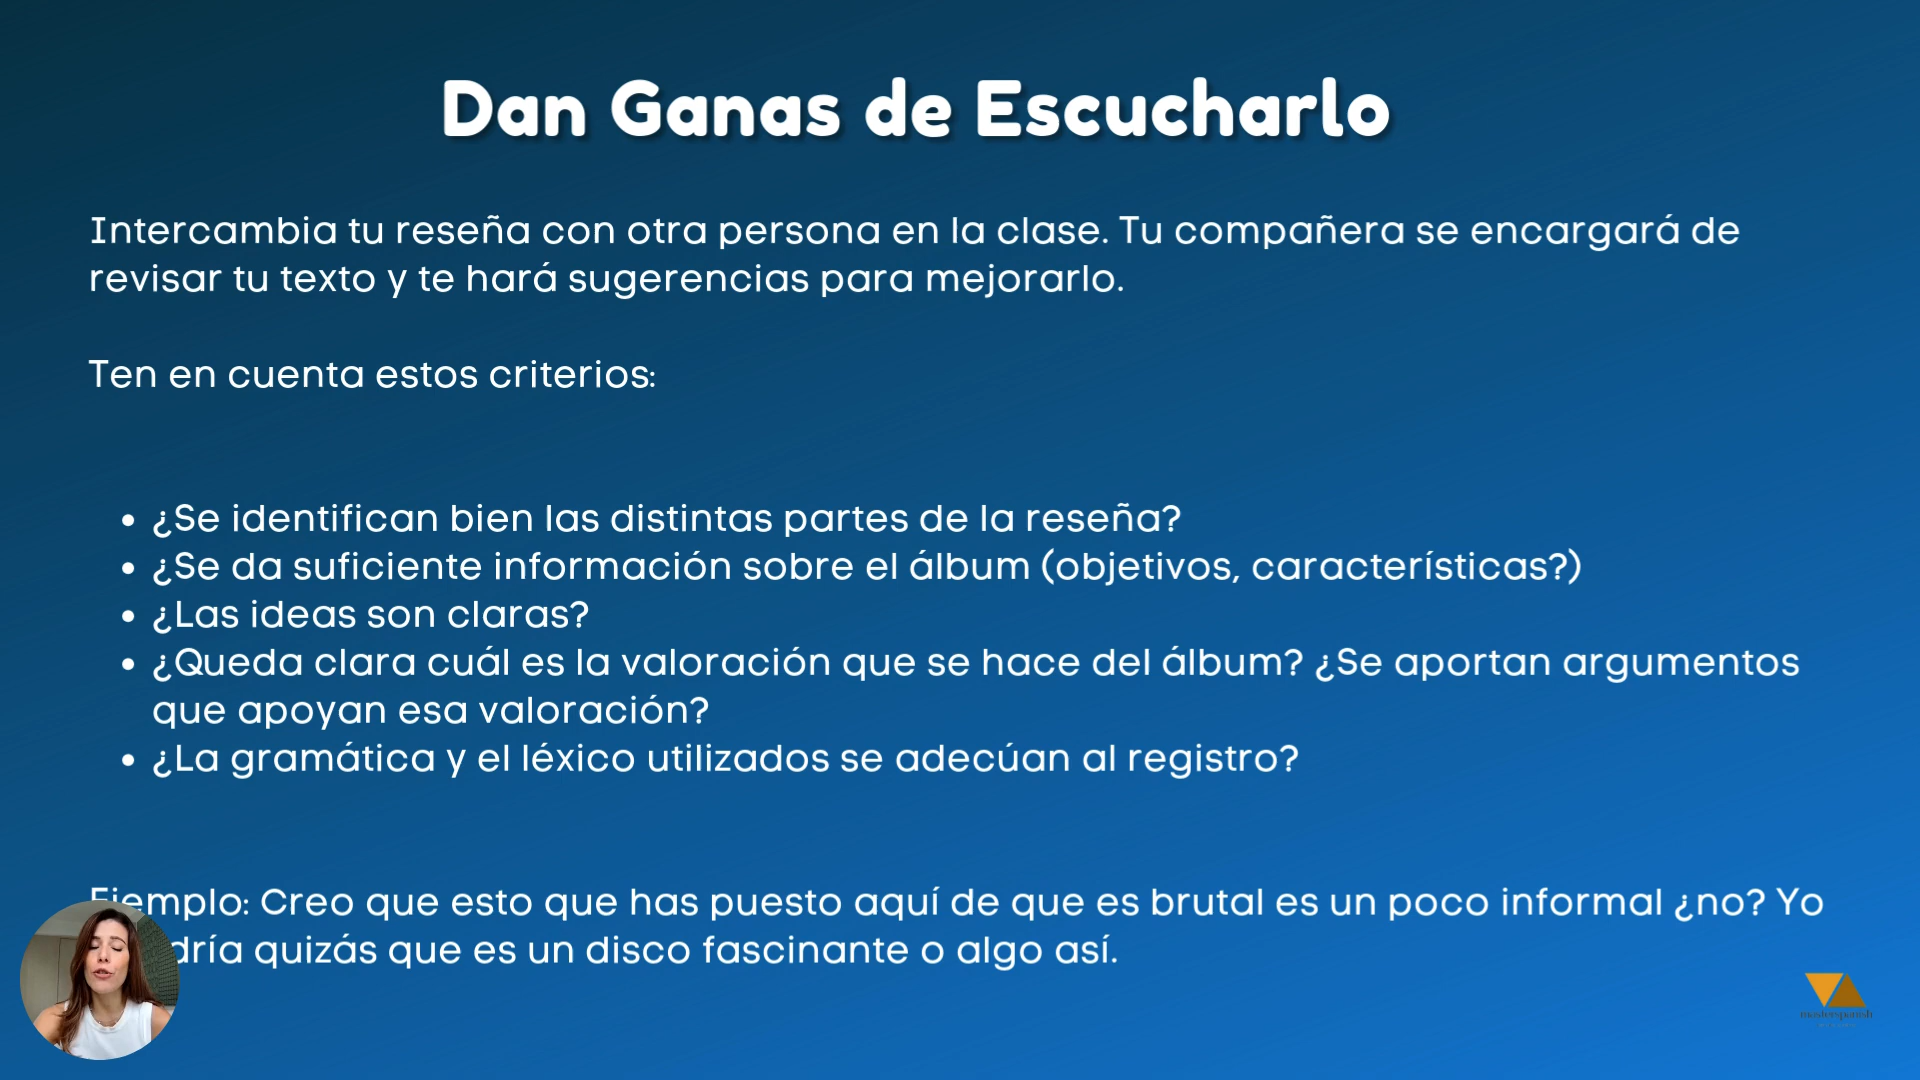 Dan Ganas de Escucharlo
Intercambia tu reseña con otra persona en la clase. Tu compañera se encargará de
revisar tu texto y te hará sugerencias para mejorarlo.
Ten en cuenta estos criterios:
• ¿Se identifican bien las distintas partes de la reseña?
• ¿Se da suficiente información sobre el álbum (objetivos, características?)
• ¿Las ideas son claras?
• ¿Queda clara cuál es la valoración que se hace del álbum? ¿Se aportan argumentos
que apoyan esa valoración?
• ¿La gramática y el léxico utilizados se adecúan al registro?
Ejemplo: Creo que esto que has puesto aquí de que es brutal es un poco informal ¿no? Yo
quizás que es un disco fascinante o algo así.
masterspanish